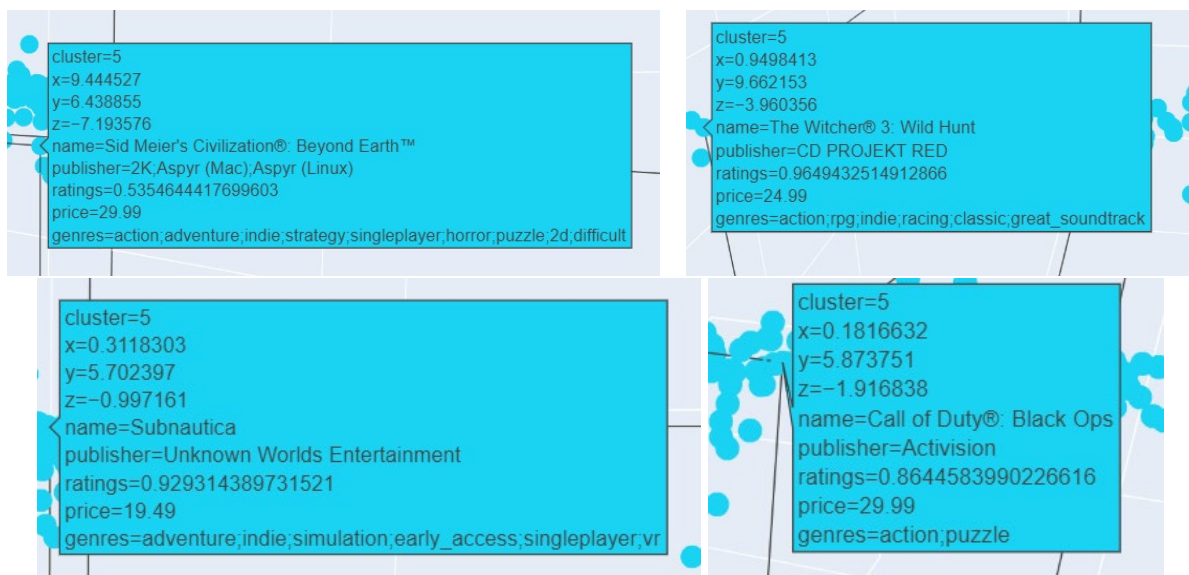 cluster=5
x=9.444527
y=6.438855
z=−7.193576
name=Sid Meier's Civilization®: Beyond Earth™
publisher=2K;Aspyr (Mac);Aspyr (Linux)
ratings=0.5354644417699603
price=29.99
genres=action;adventure;indie;strategy;singleplayer;horror;puzzle;2d;difficult
cluster=5
x=0.9498413
y=9.662153
z=−3.960356
name=The Witcher® 3: Wild Hunt
publisher=CD PROJEKT RED
ratings=0.9649432514912866
price=24.99
genres=action;rpg;indie;racing;classic;great_soundtrack
cluster=5
x=0.3118303
y=5.702397
z=−0.997161
name=Subnautica
publisher=Unknown Worlds Entertainment
ratings=0.929314389731521
price=19.49
genres=adventure;indie;simulation;early_access;singleplayer;vr
cluster=5
x=0.1816632
y=5.873751
z=−1.916838
name=Call of Duty®: Black Ops
publisher=Activision
ratings=0.8644583990226616
price=29.99
genres=action;puzzle